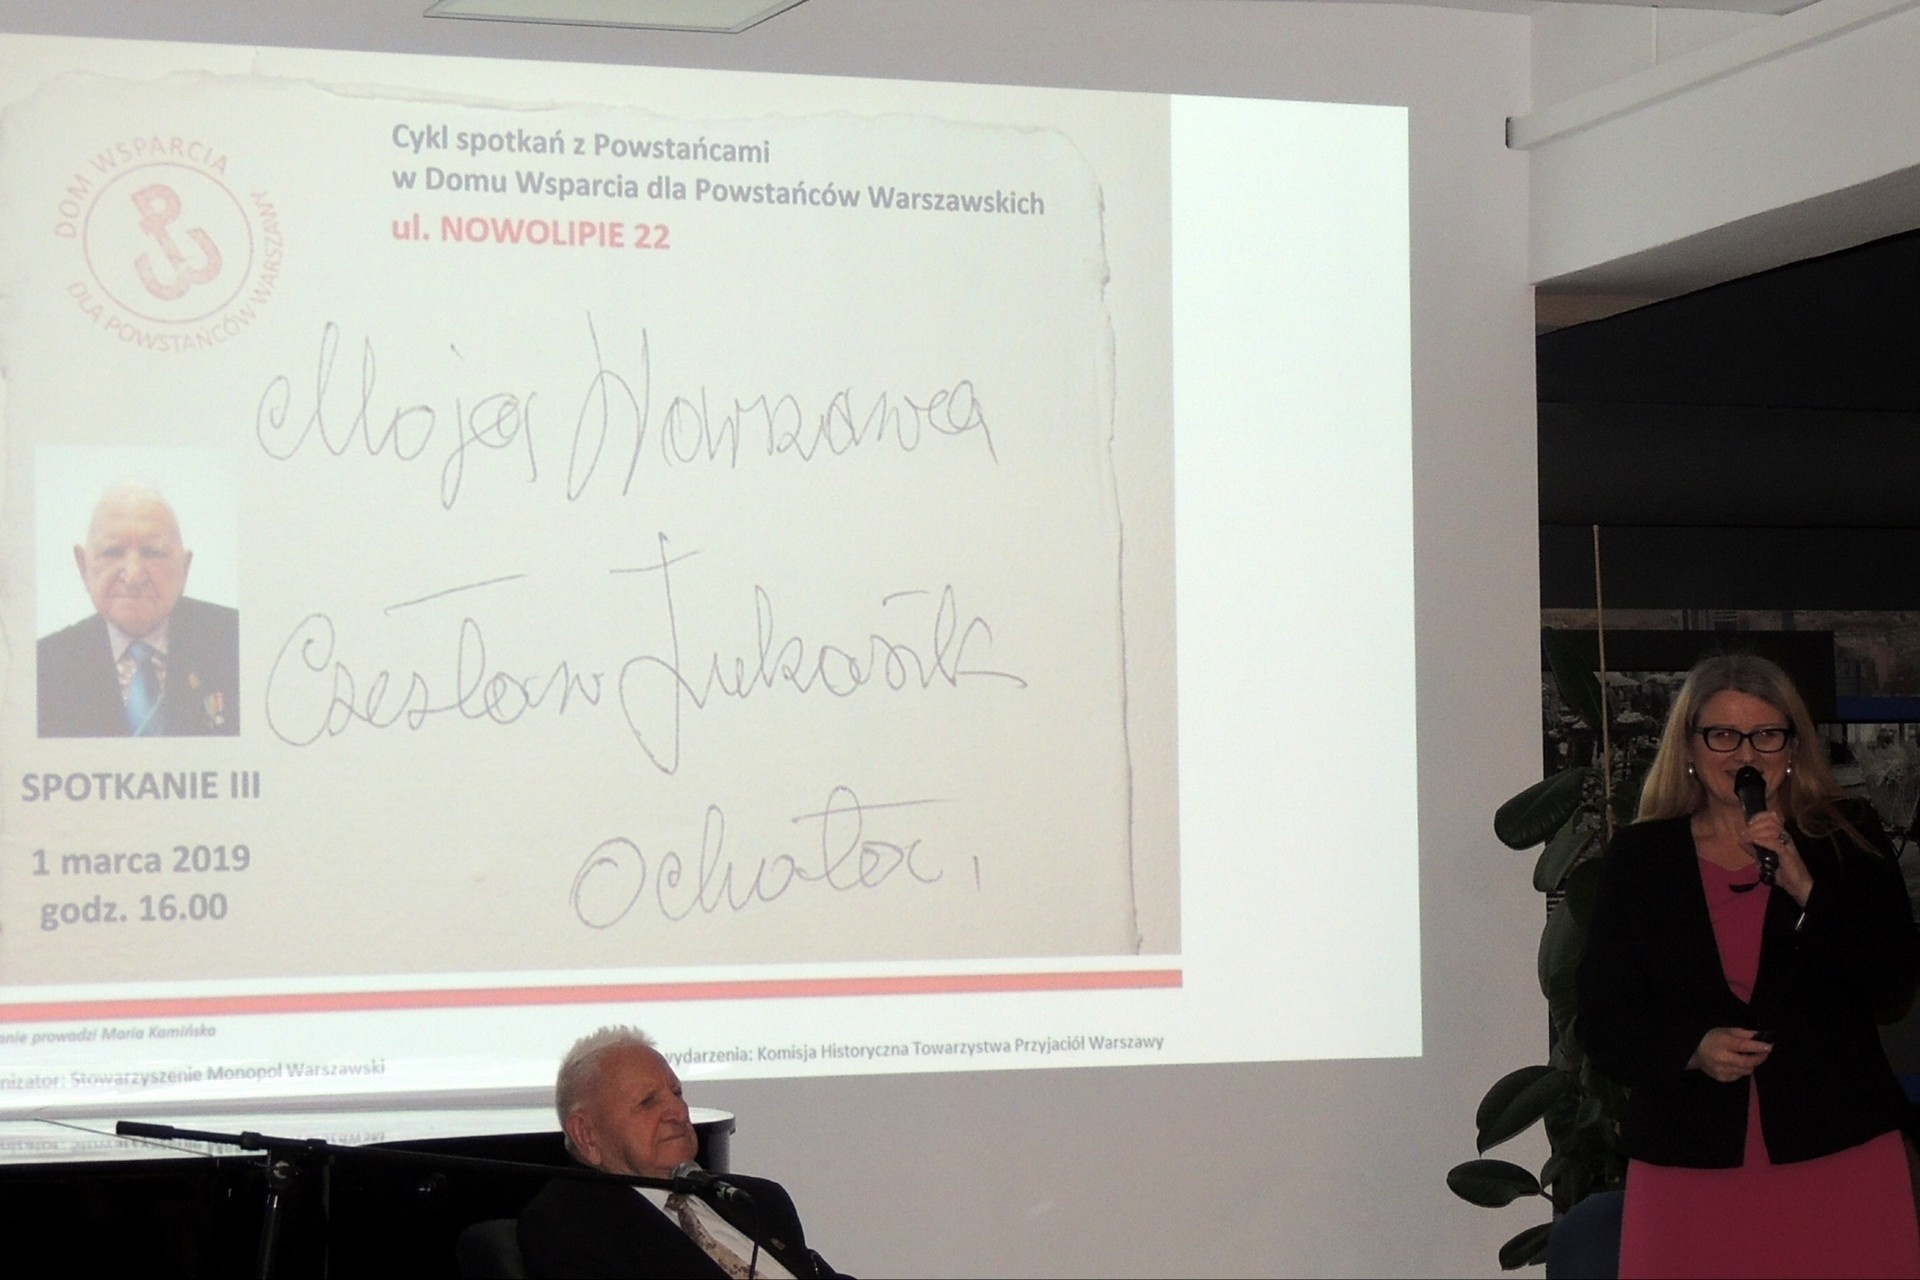 DOM WSPARCIA
DLA POWSTAŃCÓW WARSZAWY
Cykl spotkań z Powstańcami
w Domu Wsparcia dla Powstańców Warszawskich
ul. NOWOLIPIE 22
Moja Warszawa
Czesław Łukasik
Ochota,
SPOTKANIE III
1 marca 2019
godz. 16.00
prowadzi Maria Kamińska
Stowarzyszenie Monopol Warszawski
wydarzenia: Komisja Historyczna Towarzystwa Przyjaciół Warszawy